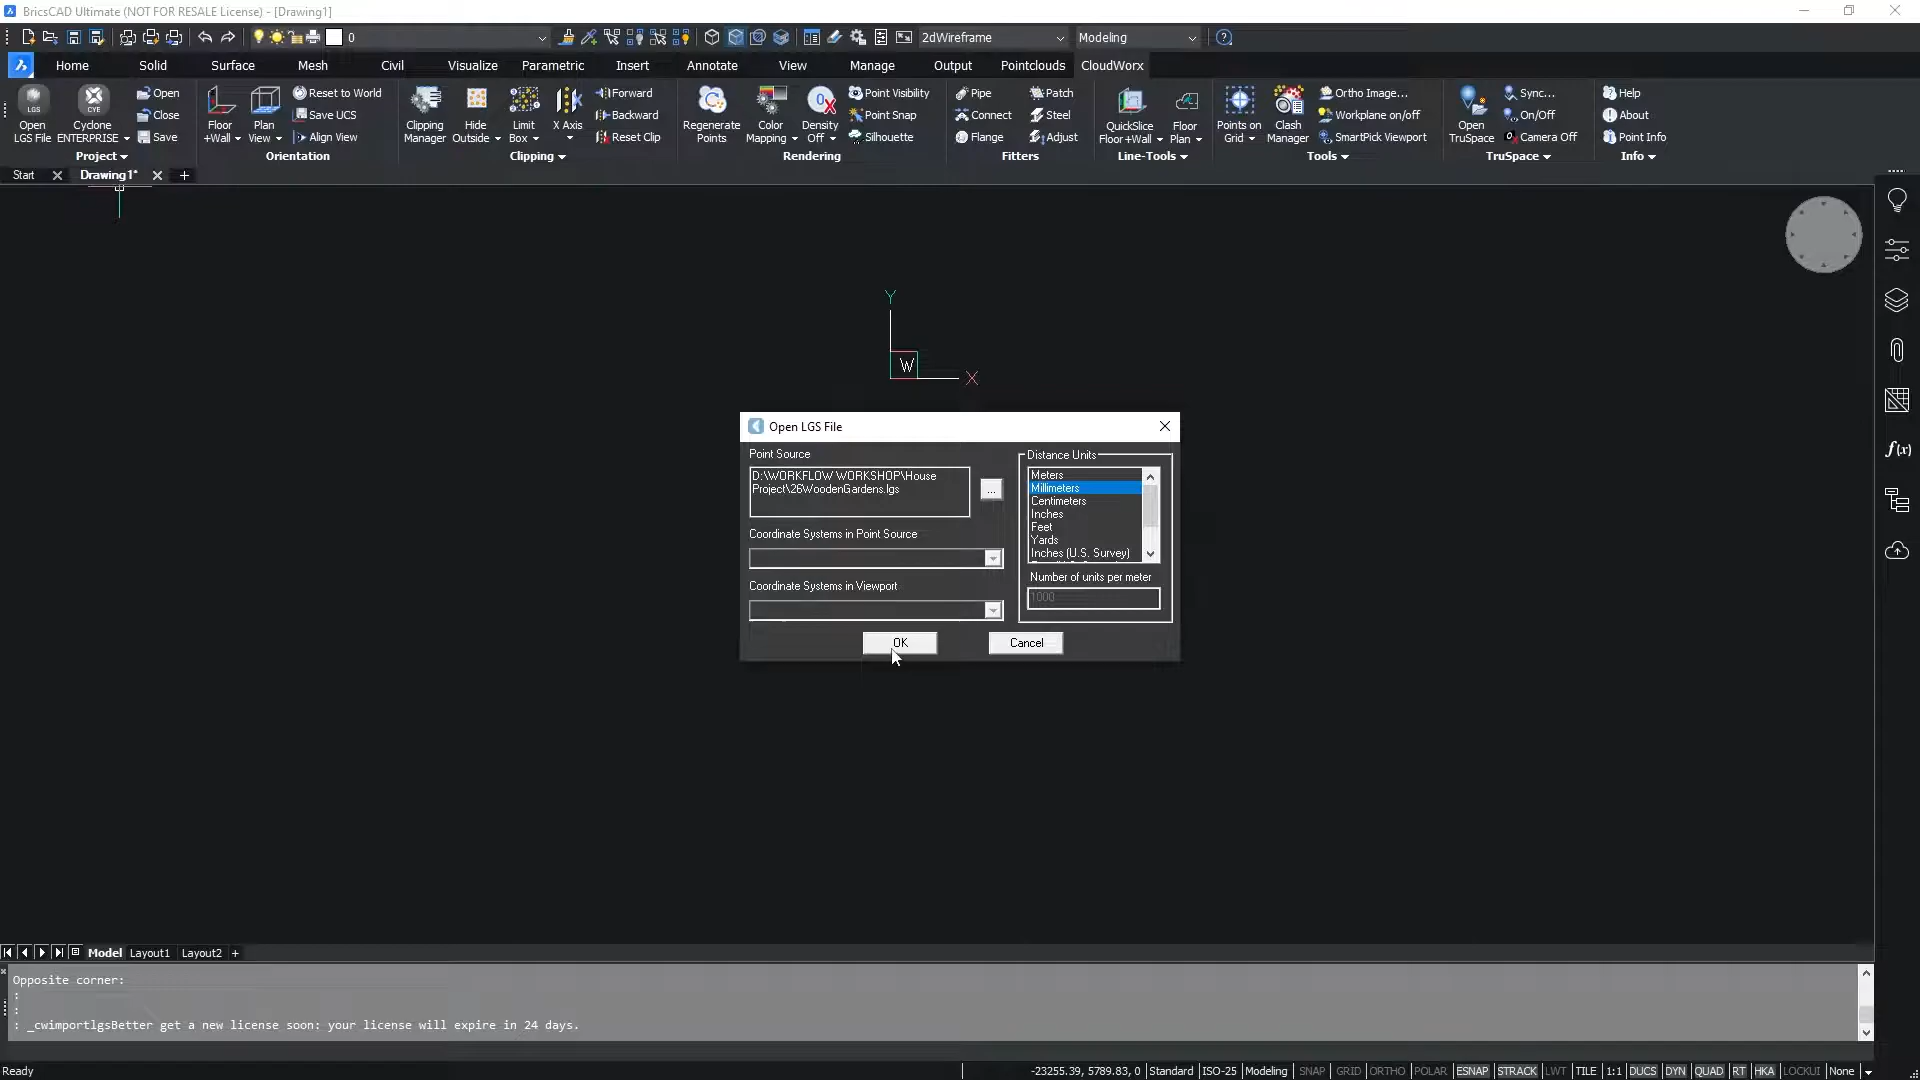 BricsCAD Ultimate (NOT FOR RESALE License) - [Drawing1]
0
2dWireframe
Modeling
Home Solid Surface Mesh Civil Visualize Parametric Insert Annotate View Manage Output Pointclouds CloudWorx
LGS
Open
LGS File
CYE
Cyclone
ENTERPRISE
Open
Close
Save
Project
Floor
+Wall
Plan
View
Reset to World
Save UCS
Align View
Orientation
Clipping
Manager
Hide
Outside
Limit
Box
X Axis
Forward
Backward
Reset Clip
Clipping
Regenerate
Points
Color
Mapping
Density
Off
Point Visibility
Point Snap
Silhouette
Rendering
Pipe
Connect
Flange
Patch
Steel
Adjust
Fitters
QuickSlice
Floor+Wall
Floor
Plan
Line-Tools
Points on
Grid
Clash
Manager
Ortho Image...
Workplane on/off
SmartPick Viewport
Tools
Open
TruSpace
Sync...
On/Off
Camera Off
TruSpace
Help
About
Point Info
Info
Start
Drawing1*
Y
W
X
Open LGS File
Point Source
D:\WORKFLOW WORKSHOP\House
Project\26WoodenGardens.lgs
...
Coordinate Systems in Point Source
Coordinate Systems in Viewport
Distance Units
Meters
Millimeters
Centimeters
Inches
Feet
Yards
Inches (U.S. Survey)
Number of units per meter
1000
OK
Cancel
f(x)
Model Layout1 Layout2 +
Opposite corner:
:
:
: _cwimportlgsBetter get a new license soon: your license will expire in 24 days.
Ready
-23255.39, 5789.83, 0 Standard ISO-25 Modeling SNAP GRID ORTHO POLAR ESNAP STRACK LWT TILE 1:1 DUCS DYN QUAD RT HKA LOCKUI None